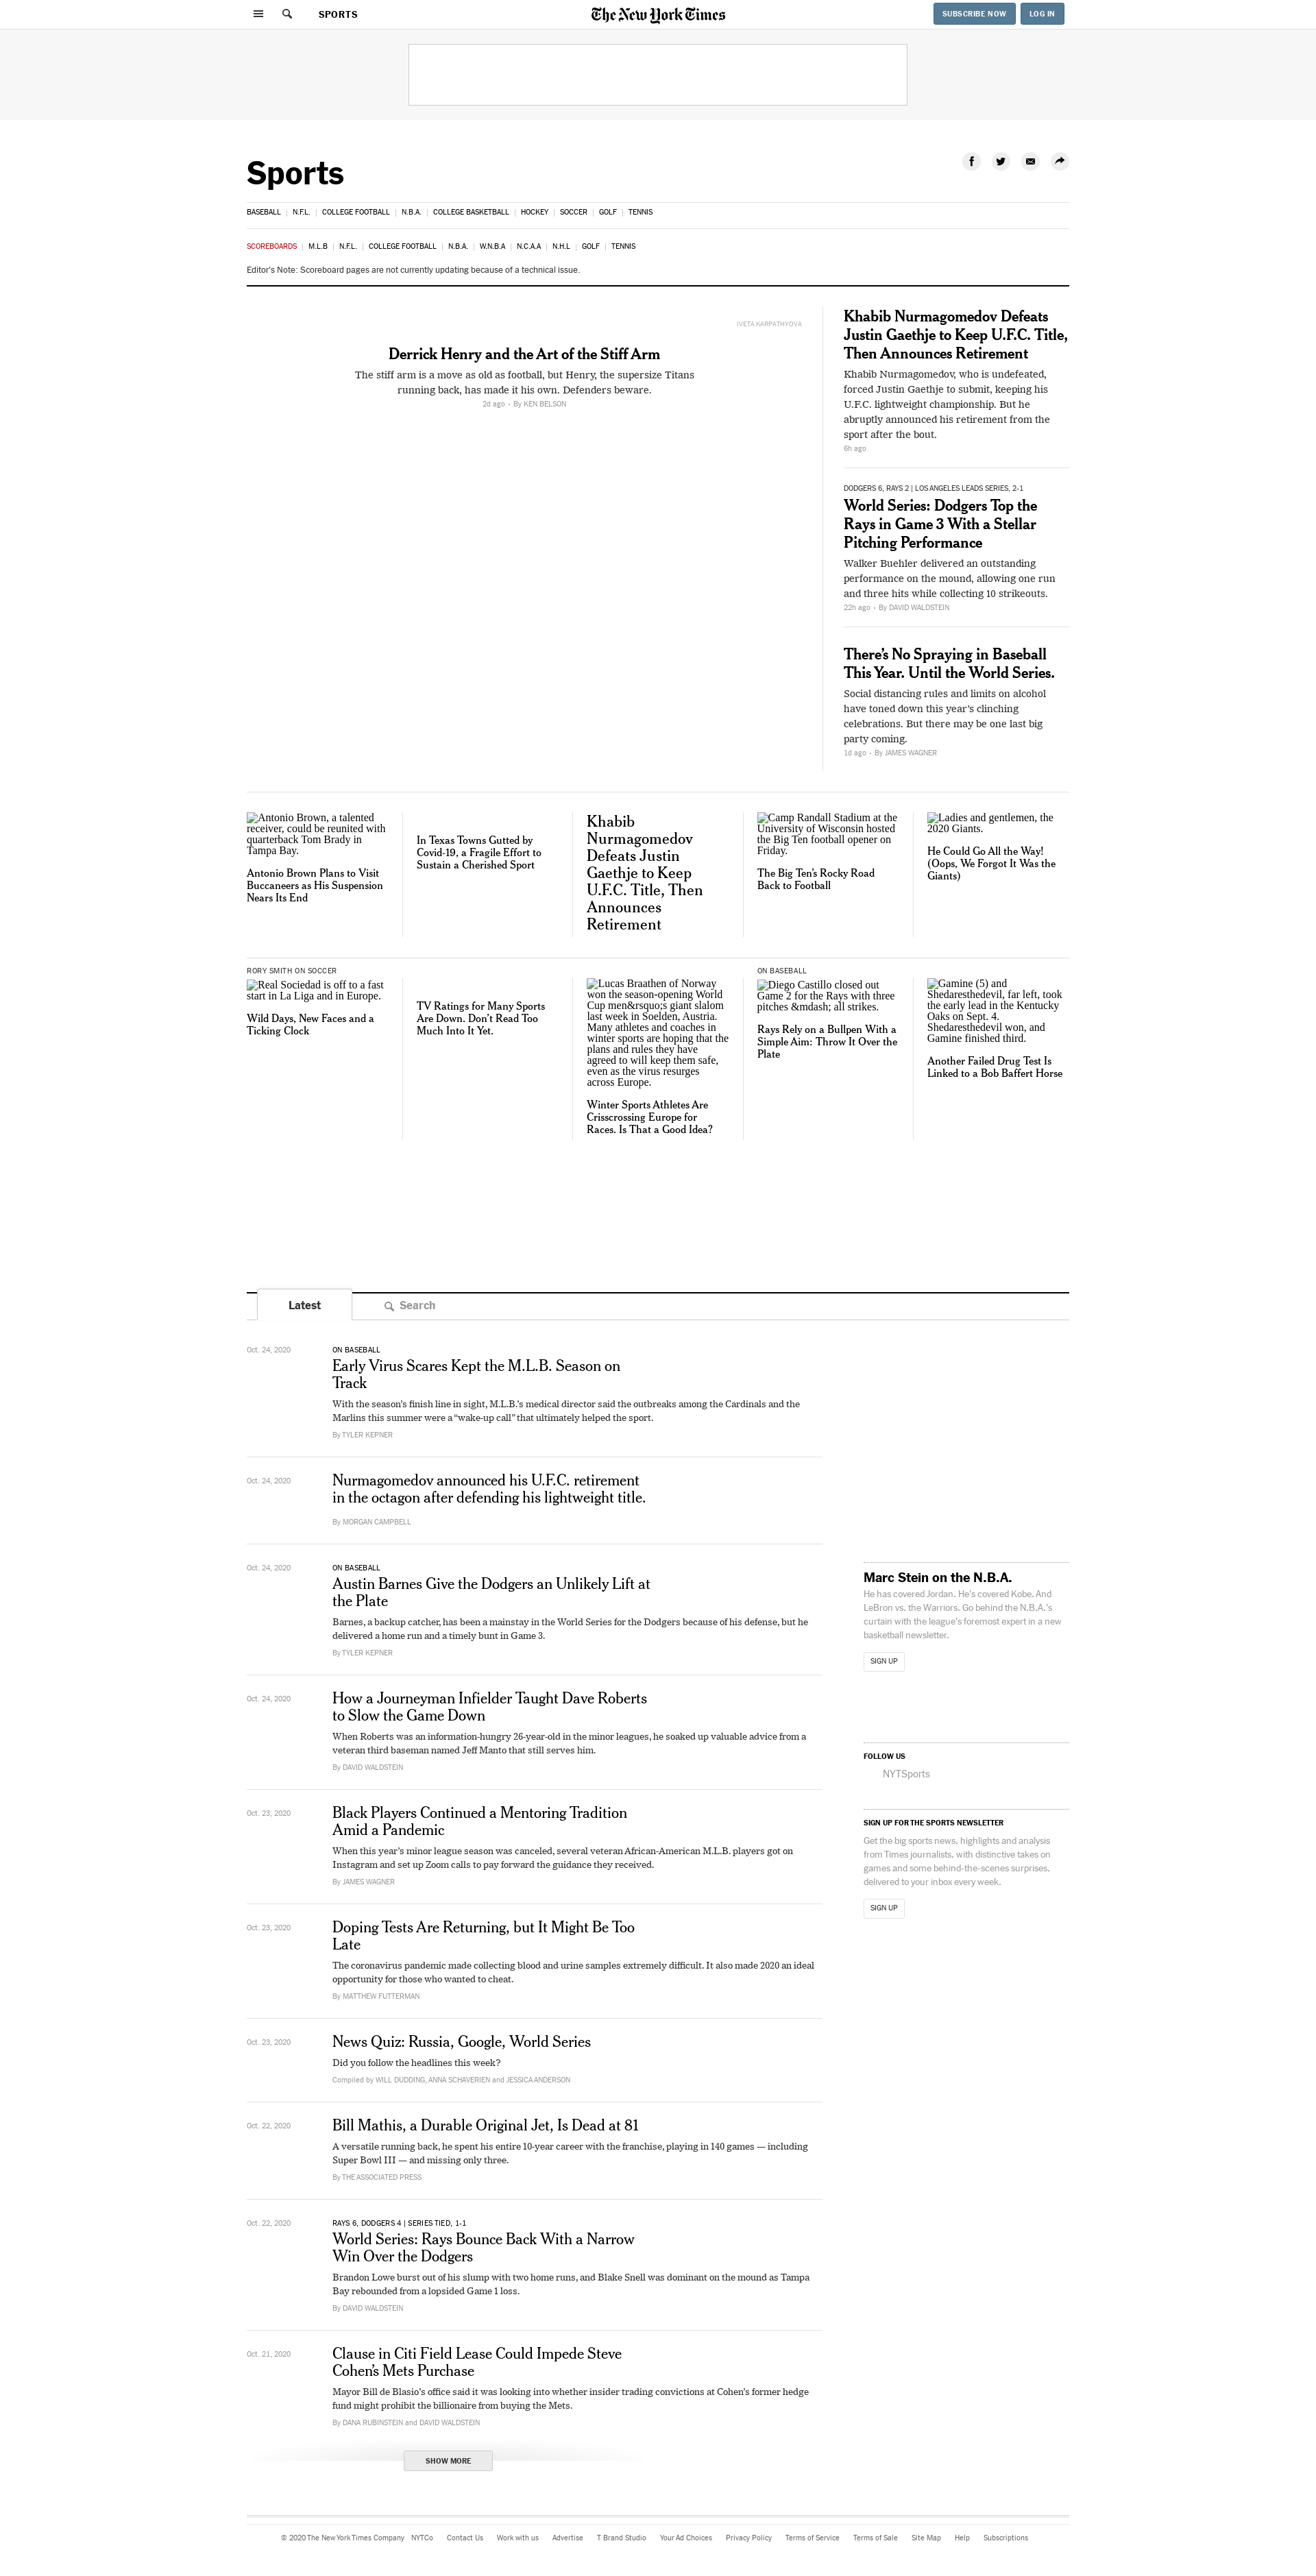 SPORTS
The New York Times
SUBSCRIBE NOW
LOG IN
Sports
BASEBALL | N.F.L. | COLLEGE FOOTBALL | N.B.A. | COLLEGE BASKETBALL | HOCKEY | SOCCER | GOLF | TENNIS
SCOREBOARDS | M.L.B | N.F.L. | COLLEGE FOOTBALL | N.B.A. | W.N.B.A | N.C.A.A | N.H.L | GOLF | TENNIS
Editor's Note: Scoreboard pages are not currently updating because of a technical issue.
IVETA KARPATHYOVA
Derrick Henry and the Art of the Stiff Arm
The stiff arm is a move as old as football, but Henry, the supersize Titans
running back, has made it his own. Defenders beware.
2d ago • By KEN BELSON
Khabib Nurmagomedov Defeats
Justin Gaethje to Keep U.F.C. Title,
Then Announces Retirement
Khabib Nurmagomedov, who is undefeated,
forced Justin Gaethje to submit, keeping his
U.F.C. lightweight championship. But he
abruptly announced his retirement from the
sport after the bout.
6h ago
DODGERS 6, RAYS 2 | LOS ANGELES LEADS SERIES, 2-1
World Series: Dodgers Top the
Rays in Game 3 With a Stellar
Pitching Performance
Walker Buehler delivered an outstanding
performance on the mound, allowing one run
and three hits while collecting 10 strikeouts.
22h ago • By DAVID WALDSTEIN
There’s No Spraying in Baseball
This Year. Until the World Series.
Social distancing rules and limits on alcohol
have toned down this year’s clinching
celebrations. But there may be one last big
party coming.
1d ago • By JAMES WAGNER
Antonio Brown, a talented
receiver, could be reunited with
quarterback Tom Brady in
Tampa Bay.
Antonio Brown Plans to Visit
Buccaneers as His Suspension
Nears Its End
In Texas Towns Gutted by
Covid-19, a Fragile Effort to
Sustain a Cherished Sport
Khabib
Nurmagomedov
Defeats Justin
Gaethje to Keep
U.F.C. Title, Then
Announces
Retirement
Camp Randall Stadium at the
University of Wisconsin hosted
the Big Ten football opener on
Friday.
The Big Ten’s Rocky Road
Back to Football
Ladies and gentlemen, the
2020 Giants.
He Could Go All the Way!
(Oops, We Forgot It Was the
Giants)
RORY SMITH ON SOCCER
Real Sociedad is off to a fast
start in La Liga and in Europe.
Wild Days, New Faces and a
Ticking Clock
TV Ratings for Many Sports
Are Down. Don’t Read Too
Much Into It Yet.
Lucas Braathen of Norway
won the season-opening World
Cup men&rsquo;s giant slalom
last week in Soelden, Austria.
Many athletes and coaches in
winter sports are hoping that the
plans and rules they have
agreed to will keep them safe,
even as the virus resurges
across Europe.
Winter Sports Athletes Are
Crisscrossing Europe for
Races. Is That a Good Idea?
ON BASEBALL
Diego Castillo closed out
Game 2 for the Rays with three
pitches &mdash; all strikes.
Rays Rely on a Bullpen With a
Simple Aim: Throw It Over the
Plate
Gamine (5) and
Shedaresthedevil, far left, took
the early lead in the Kentucky
Oaks on Sept. 4.
Shedaresthedevil won, and
Gamine finished third.
Another Failed Drug Test Is
Linked to a Bob Baffert Horse
Latest
Search
Oct. 24, 2020
ON BASEBALL
Early Virus Scares Kept the M.L.B. Season on
Track
With the season’s finish line in sight, M.L.B.’s medical director said the outbreaks among the Cardinals and the
Marlins this summer were a “wake-up call” that ultimately helped the sport.
By TYLER KEPNER
Oct. 24, 2020
Nurmagomedov announced his U.F.C. retirement
in the octagon after defending his lightweight title.
By MORGAN CAMPBELL
Oct. 24, 2020
ON BASEBALL
Austin Barnes Give the Dodgers an Unlikely Lift at
the Plate
Barnes, a backup catcher, has been a mainstay in the World Series for the Dodgers because of his defense, but he
delivered a home run and a timely bunt in Game 3.
By TYLER KEPNER
Oct. 24, 2020
How a Journeyman Infielder Taught Dave Roberts
to Slow the Game Down
When Roberts was an information-hungry 26-year-old in the minor leagues, he soaked up valuable advice from a
veteran third baseman named Jeff Manto that still serves him.
By DAVID WALDSTEIN
Oct. 23, 2020
Black Players Continued a Mentoring Tradition
Amid a Pandemic
When this year’s minor league season was canceled, several veteran African-American M.L.B. players got on
Instagram and set up Zoom calls to pay forward the guidance they received.
By JAMES WAGNER
Oct. 23, 2020
Doping Tests Are Returning, but It Might Be Too
Late
The coronavirus pandemic made collecting blood and urine samples extremely difficult. It also made 2020 an ideal
opportunity for those who wanted to cheat.
By MATTHEW FUTTERMAN
Oct. 23, 2020
News Quiz: Russia, Google, World Series
Did you follow the headlines this week?
Compiled by WILL DUDDING, ANNA SCHAVERIEN and JESSICA ANDERSON
Oct. 22, 2020
Bill Mathis, a Durable Original Jet, Is Dead at 81
A versatile running back, he spent his entire 10-year career with the franchise, playing in 140 games — including
Super Bowl III — and missing only three.
By THE ASSOCIATED PRESS
Oct. 22, 2020
RAYS 6, DODGERS 4 | SERIES TIED, 1-1
World Series: Rays Bounce Back With a Narrow
Win Over the Dodgers
Brandon Lowe burst out of his slump with two home runs, and Blake Snell was dominant on the mound as Tampa
Bay rebounded from a lopsided Game 1 loss.
By DAVID WALDSTEIN
Oct. 21, 2020
Clause in Citi Field Lease Could Impede Steve
Cohen’s Mets Purchase
Mayor Bill de Blasio’s office said it was looking into whether insider trading convictions at Cohen’s former hedge
fund might prohibit the billionaire from buying the Mets.
By DANA RUBINSTEIN and DAVID WALDSTEIN
SHOW MORE
Marc Stein on the N.B.A.
He has covered Jordan. He's covered Kobe. And
LeBron vs. the Warriors. Go behind the N.B.A.'s
curtain with the league's foremost expert in a new
basketball newsletter.
SIGN UP
FOLLOW US
NYTSports
SIGN UP FOR THE SPORTS NEWSLETTER
Get the big sports news, highlights and analysis
from Times journalists, with distinctive takes on
games and some behind-the-scenes surprises,
delivered to your inbox every week.
SIGN UP
© 2020 The New York Times Company NYTCo Contact Us Work with us Advertise T Brand Studio Your Ad Choices Privacy Policy Terms of Service Terms of Sale Site Map Help Subscriptions